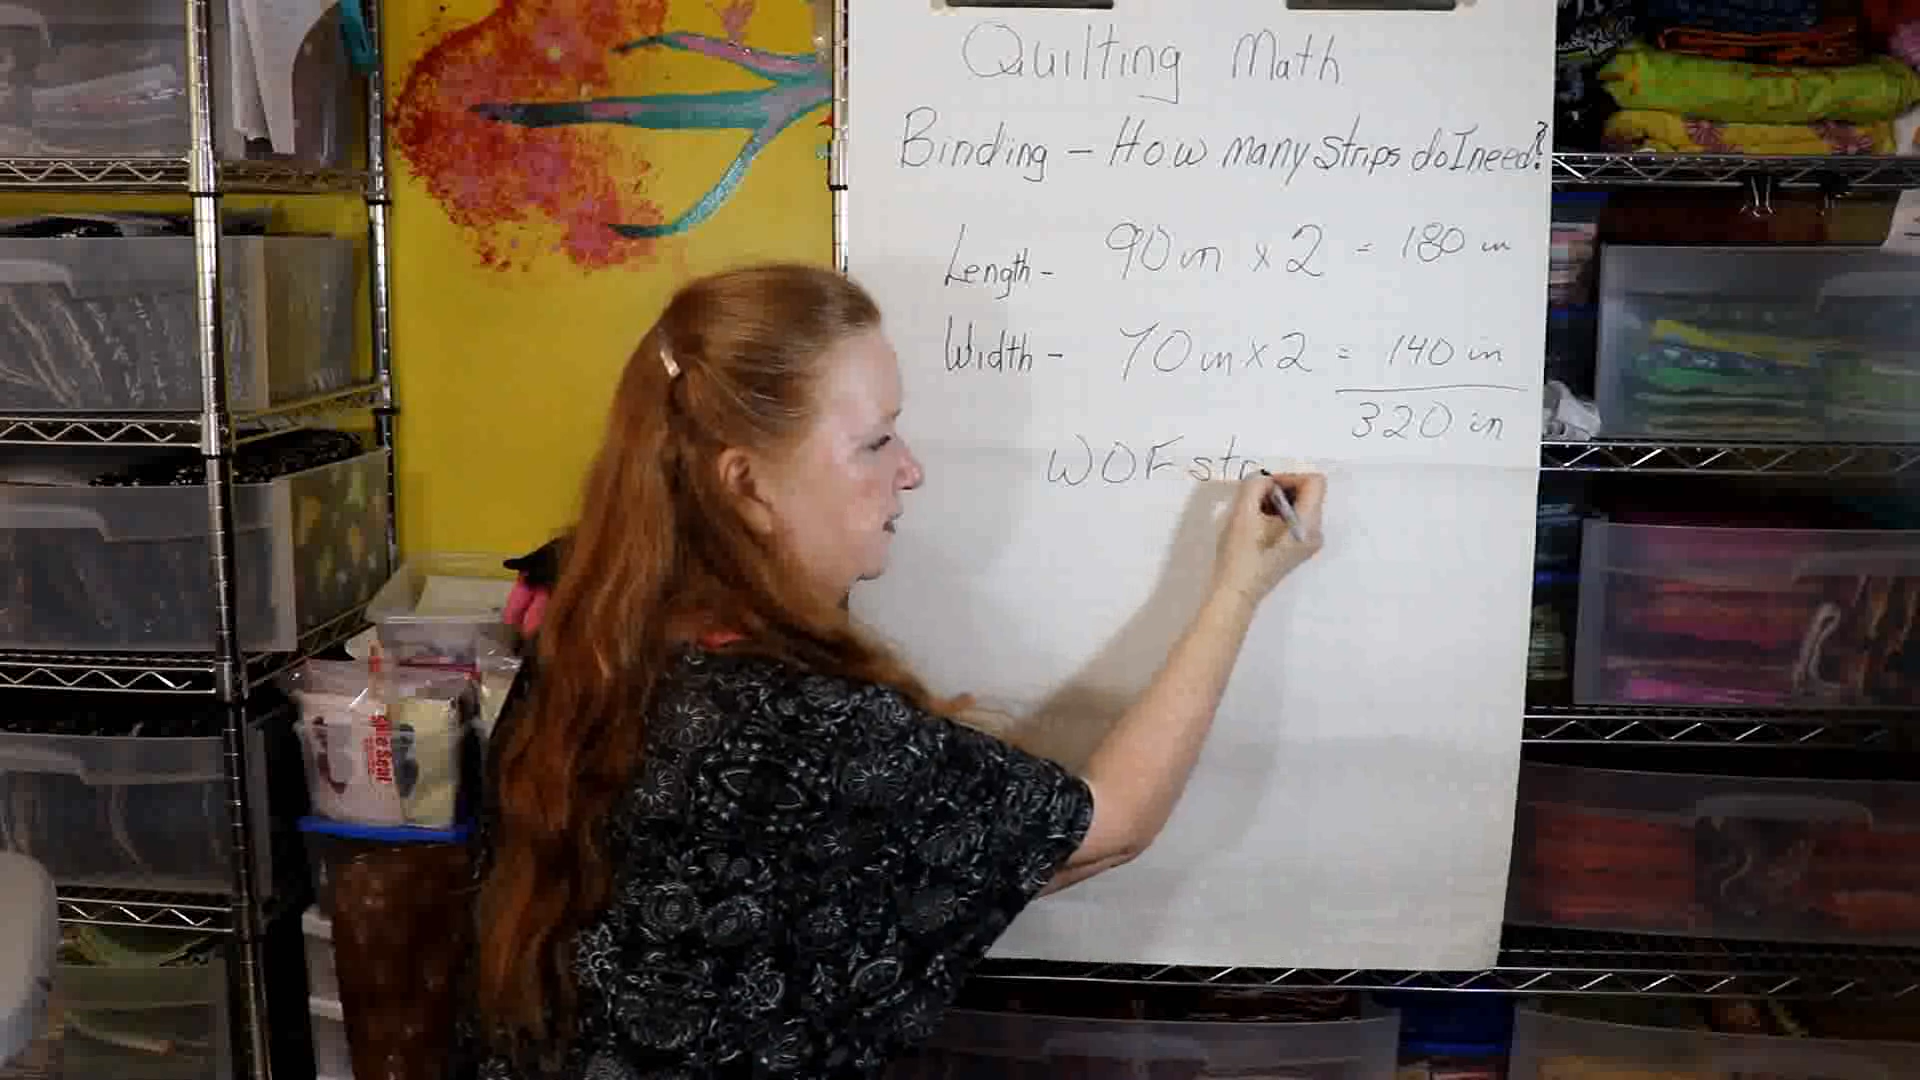 Quilting Math
Binding - How many strips do I need?
Length - 90 in x 2 = 180 in
Width - 70 in x 2 = 140 in
320 in
WOF str